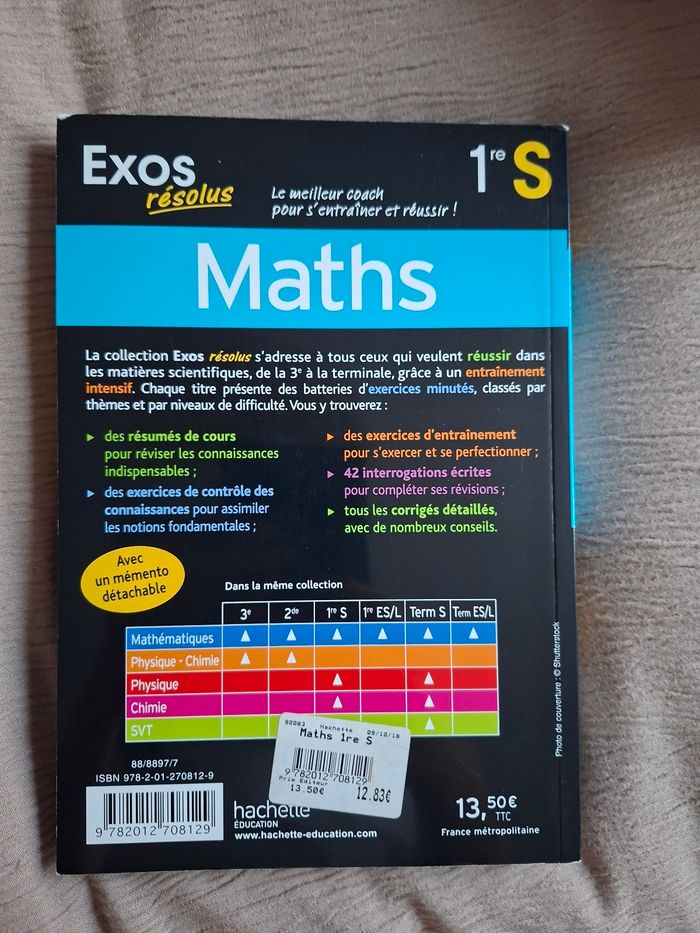 Exos
résolus
Le meilleur coach
pour s'entraîner et réussir !
1re S
Maths
La collection Exos résolus s'adresse à tous ceux qui veulent réussir dans
les matières scientifiques, de la 3e à la terminale, grâce à un entraînement
intensif. Chaque titre présente des batteries d'exercices minutés, classés par
thèmes et par niveaux de difficulté. Vous y trouverez :
► des résumés de cours
pour réviser les connaissances
indispensables ;
► des exercices de contrôle des
connaissances pour assimiler
les notions fondamentales ;
► des exercices d'entraînement
pour s'exercer et se perfectionner ;
► 42 interrogations écrites
pour compléter ses révisions ;
► tous les corrigés détaillés,
avec de nombreux conseils.
Avec
un mémento
détachable
Dans la même collection
3e 2de 1re S 1re ES/L Term S Term ES/L
Mathématiques ▲ ▲ ▲ ▲ ▲ ▲
Physique - Chimie ▲ ▲
Physique ▲ ▲
Chimie ▲ ▲
SVT ▲
Photo de couverture : © Shutterstock
90083 Hachette 09/10/18
Maths 1re S
9 782012 708129
Prix Editeur
13.50€
12.83€
88/8897/7
ISBN 978-2-01-270812-9
9 782012 708129
hachette
ÉDUCATION
www.hachette-education.com
13,50 €
TTC
France métropolitaine